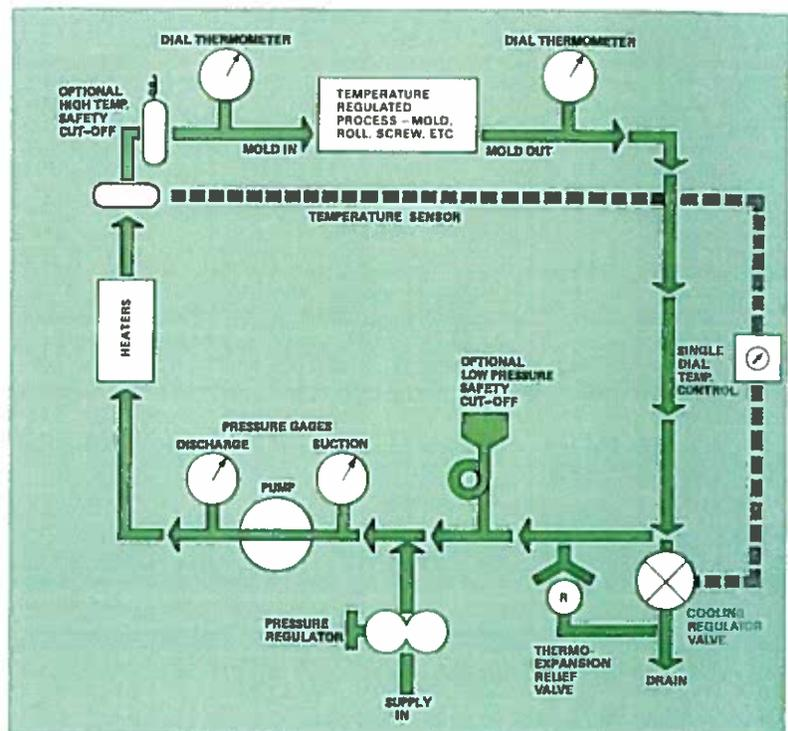 DIAL THERMOMETER
DIAL THERMOMETER
OPTIONAL
HIGH TEMP.
SAFETY
CUT-OFF
TEMPERATURE
REGULATED
PROCESS – MOLD,
ROLL, SCREW, ETC
MOLD IN
MOLD OUT
TEMPERATURE SENSOR
HEATERS
OPTIONAL
LOW PRESSURE
SAFETY
CUT-OFF
SINGLE
DIAL
TEMP.
CONTROL
PRESSURE GAGES
DISCHARGE
SUCTION
PUMP
R
PRESSURE
REGULATOR
COOLING
REGULATOR
VALVE
THERMO-
EXPANSION
RELIEF
VALVE
DRAIN
SUPPLY
IN